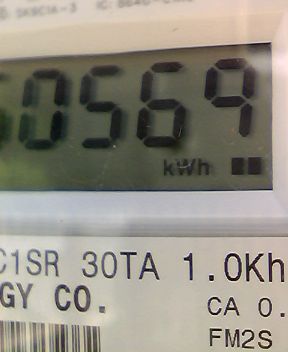 0569
kWh
C1SR 30TA 1.0Kh
GY CO.
CA 0.
FM2S